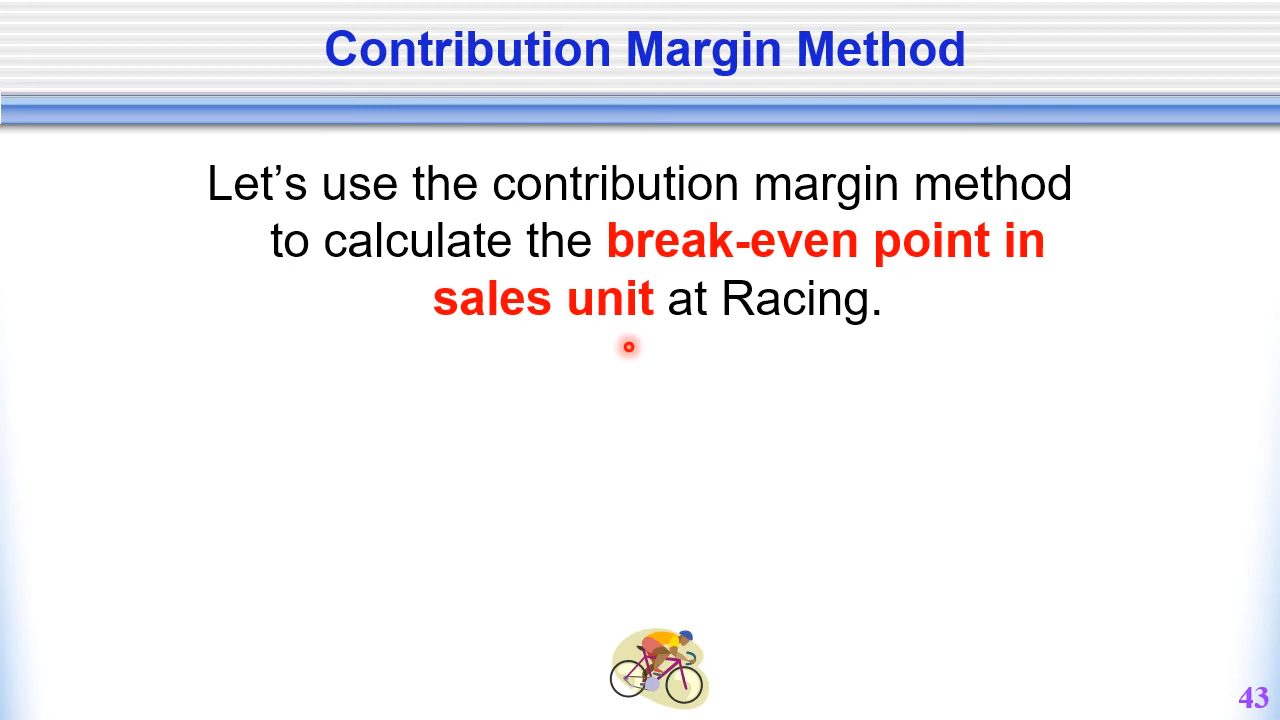 Contribution Margin Method
Let’s use the contribution margin method
to calculate the break-even point in
sales unit at Racing.
43